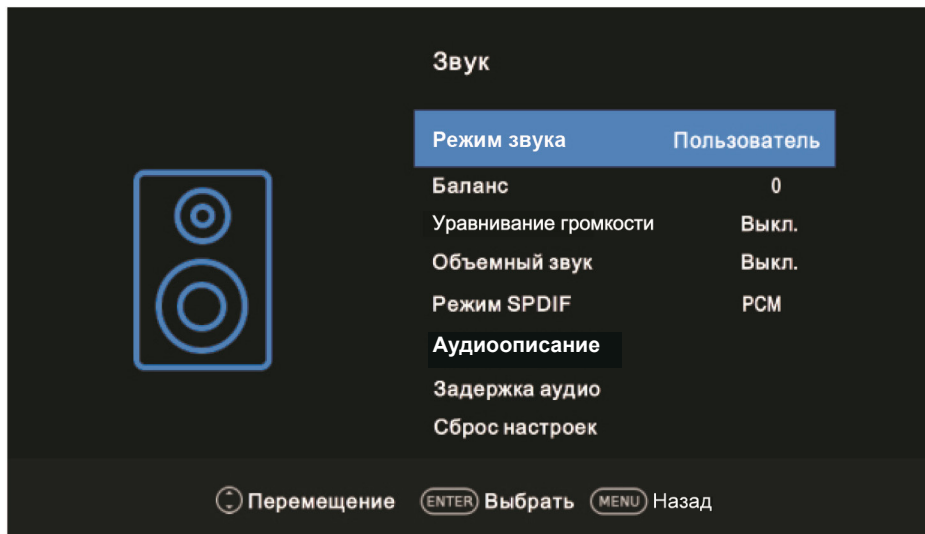 Звук
Режим звука Пользователь
Баланс 0
Уравнивание громкости Выкл.
Объемный звук Выкл.
Режим SPDIF PCM
Аудиоописание
Задержка аудио
Сброс настроек
Перемещение ENTER Выбрать MENU Назад